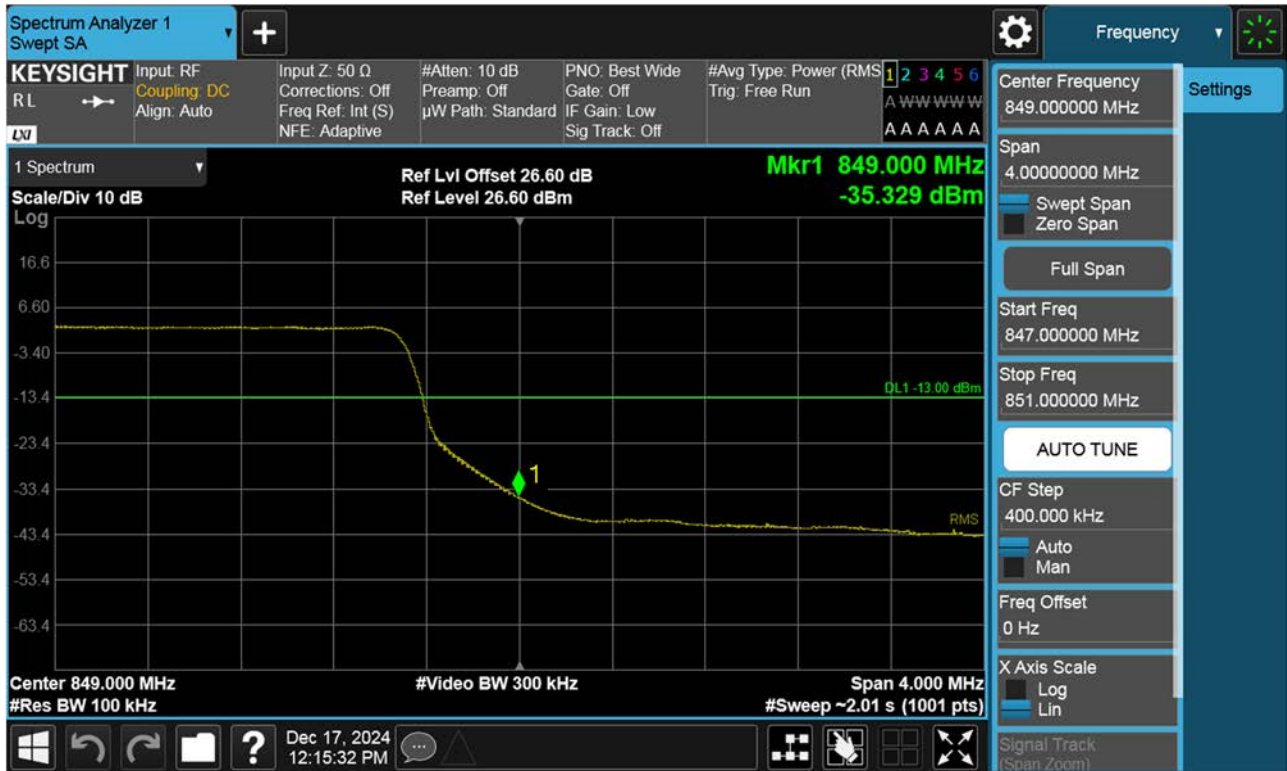 Spectrum Analyzer 1
Swept SA
Frequency
KEYSIGHT
R L
LXI
Input: RF
Coupling: DC
Align: Auto
Input Z: 50 Ω
Corrections: Off
Freq Ref: Int (S)
NFE: Adaptive
#Atten: 10 dB
Preamp: Off
µW Path: Standard
PNO: Best Wide
Gate: Off
IF Gain: Low
Sig Track: Off
#Avg Type: Power (RMS
Trig: Free Run
1 2 3 4 5 6
A W W W W W
A A A A A A
1 Spectrum
Scale/Div 10 dB
Log
Ref Lvl Offset 26.60 dB
Ref Level 26.60 dBm
Mkr1 849.000 MHz
-35.329 dBm
16.6
6.60
-3.40
-13.4
-23.4
-33.4
-43.4
-53.4
-63.4
DL1 -13.00 dBm
1
RMS
Center 849.000 MHz
#Res BW 100 kHz
#Video BW 300 kHz
Span 4.000 MHz
#Sweep ~2.01 s (1001 pts)
?
Dec 17, 2024
12:15:32 PM
Settings
Center Frequency
849.000000 MHz
Span
4.00000000 MHz
Swept Span
Zero Span
Full Span
Start Freq
847.000000 MHz
Stop Freq
851.000000 MHz
AUTO TUNE
CF Step
400.000 kHz
Auto
Man
Freq Offset
0 Hz
X Axis Scale
Log
Lin
Signal Track
(Span Zoom)